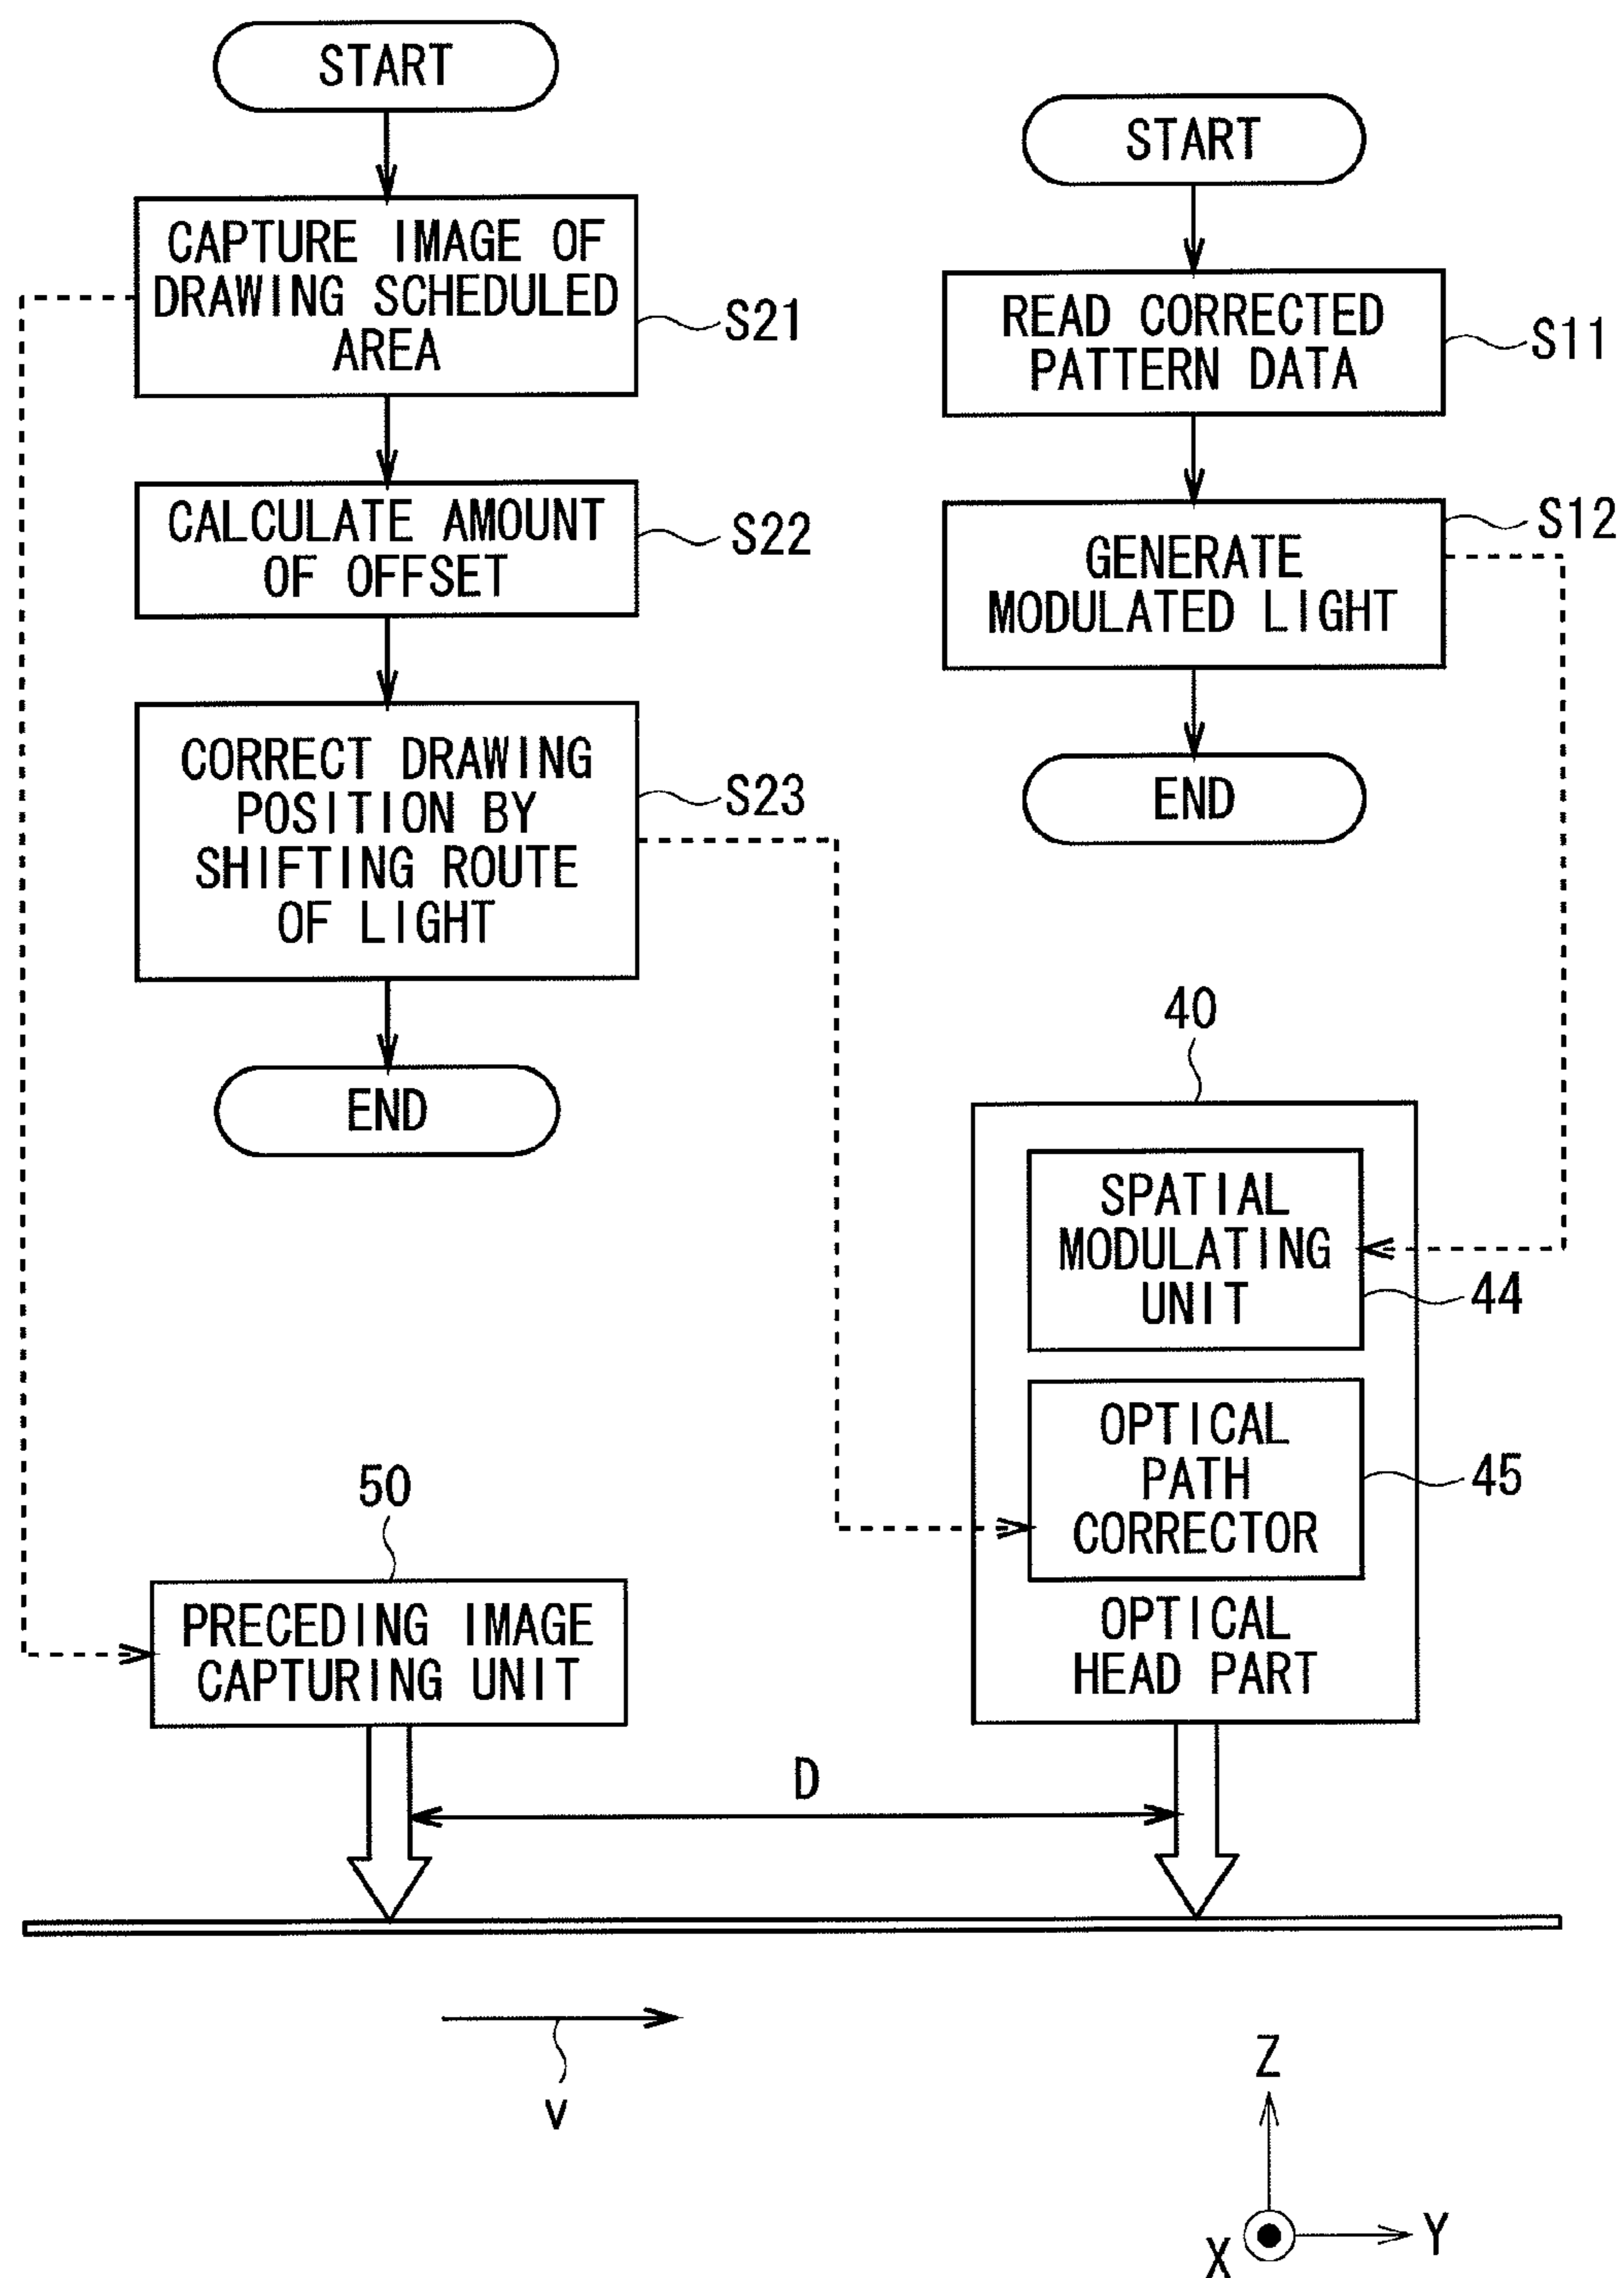 START
CAPTURE IMAGE OF
DRAWING SCHEDULED
AREA
S21
CALCULATE AMOUNT
OF OFFSET
S22
CORRECT DRAWING
POSITION BY
SHIFTING ROUTE
OF LIGHT
S23
END
START
READ CORRECTED
PATTERN DATA
S11
GENERATE
MODULATED LIGHT
S12
END
40
SPATIAL
MODULATING
UNIT
44
OPTICAL
PATH
CORRECTOR
45
OPTICAL
HEAD PART
50
PRECEDING IMAGE
CAPTURING UNIT
D
v
Z
X
Y